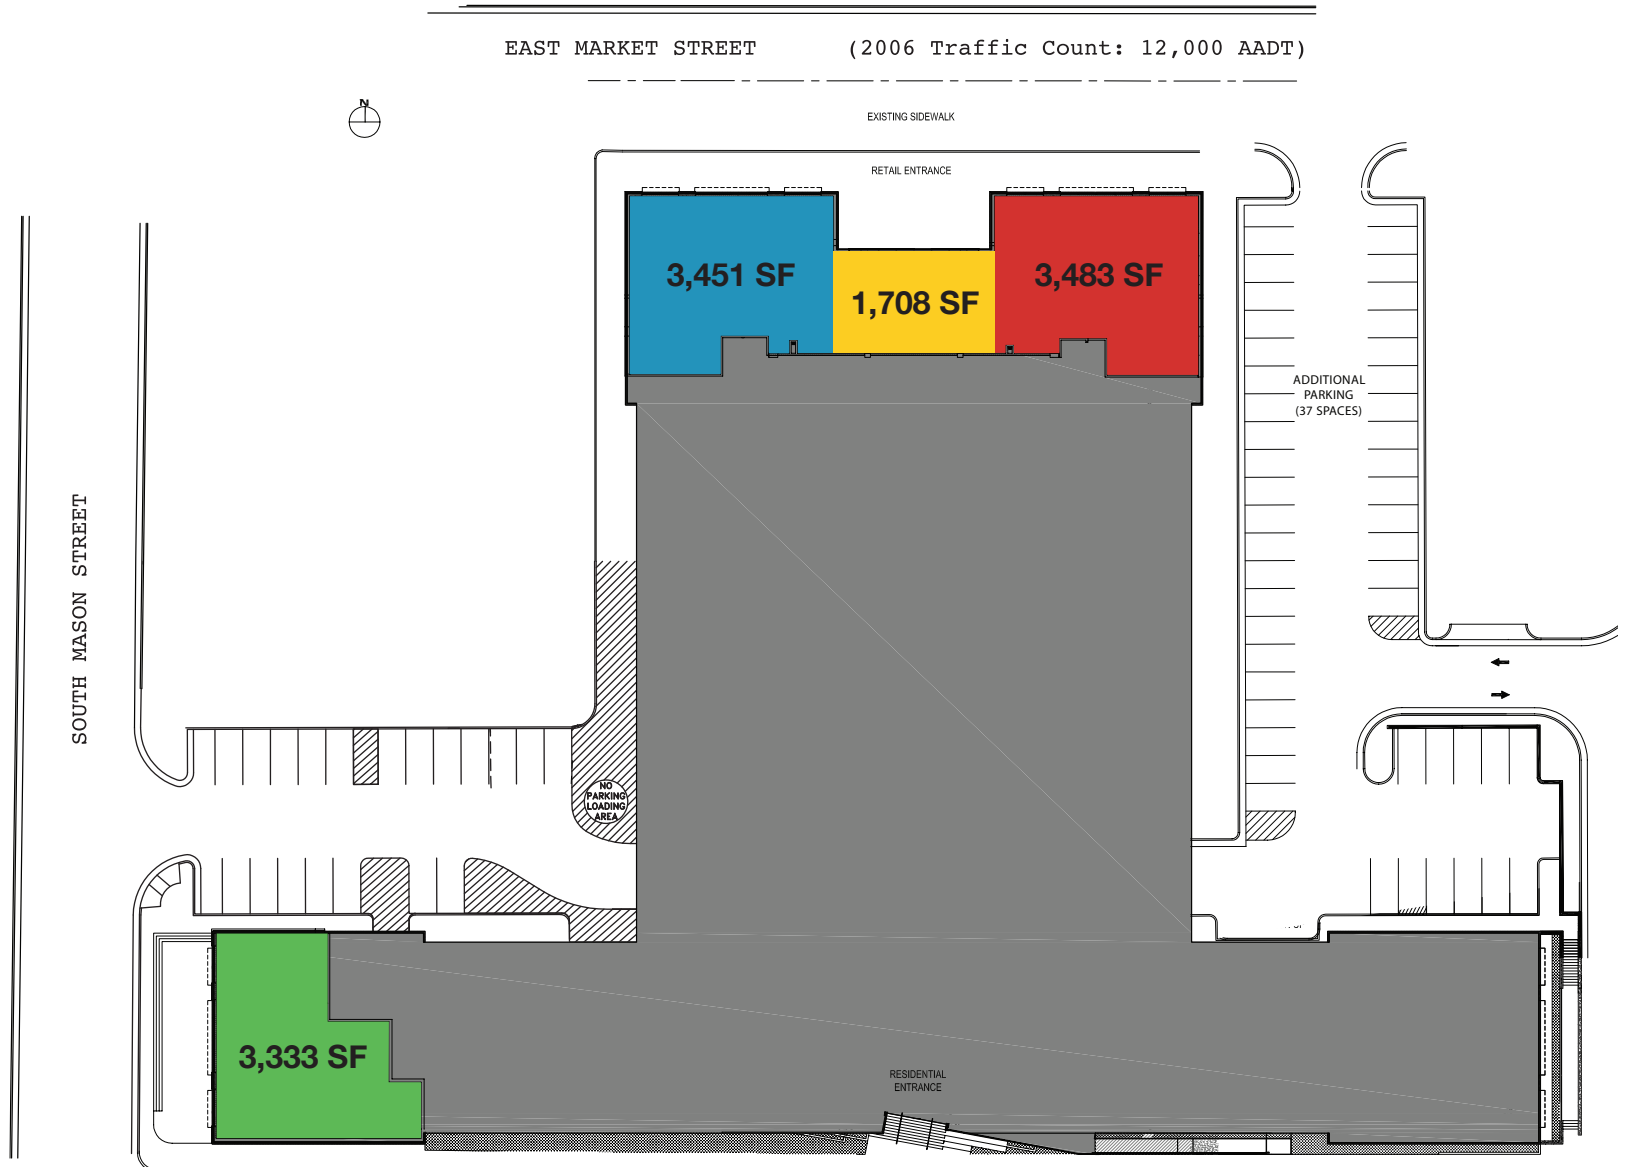 EAST MARKET STREET (2006 Traffic Count: 12,000 AADT)
N
EXISTING SIDEWALK
RETAIL ENTRANCE
3,451 SF
1,708 SF
3,483 SF
ADDITIONAL
PARKING
(37 SPACES)
SOUTH MASON STREET
NO
PARKING
LOADING
AREA
3,333 SF
RESIDENTIAL
ENTRANCE